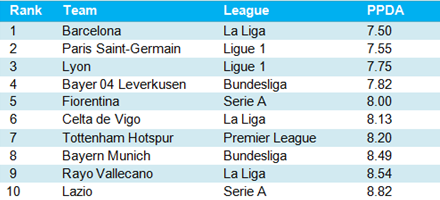 Rank Team League PPDA
1 Barcelona La Liga 7.50
2 Paris Saint-Germain Ligue 1 7.55
3 Lyon Ligue 1 7.75
4 Bayer 04 Leverkusen Bundesliga 7.82
5 Fiorentina Serie A 8.00
6 Celta de Vigo La Liga 8.13
7 Tottenham Hotspur Premier League 8.20
8 Bayern Munich Bundesliga 8.49
9 Rayo Vallecano La Liga 8.54
10 Lazio Serie A 8.82